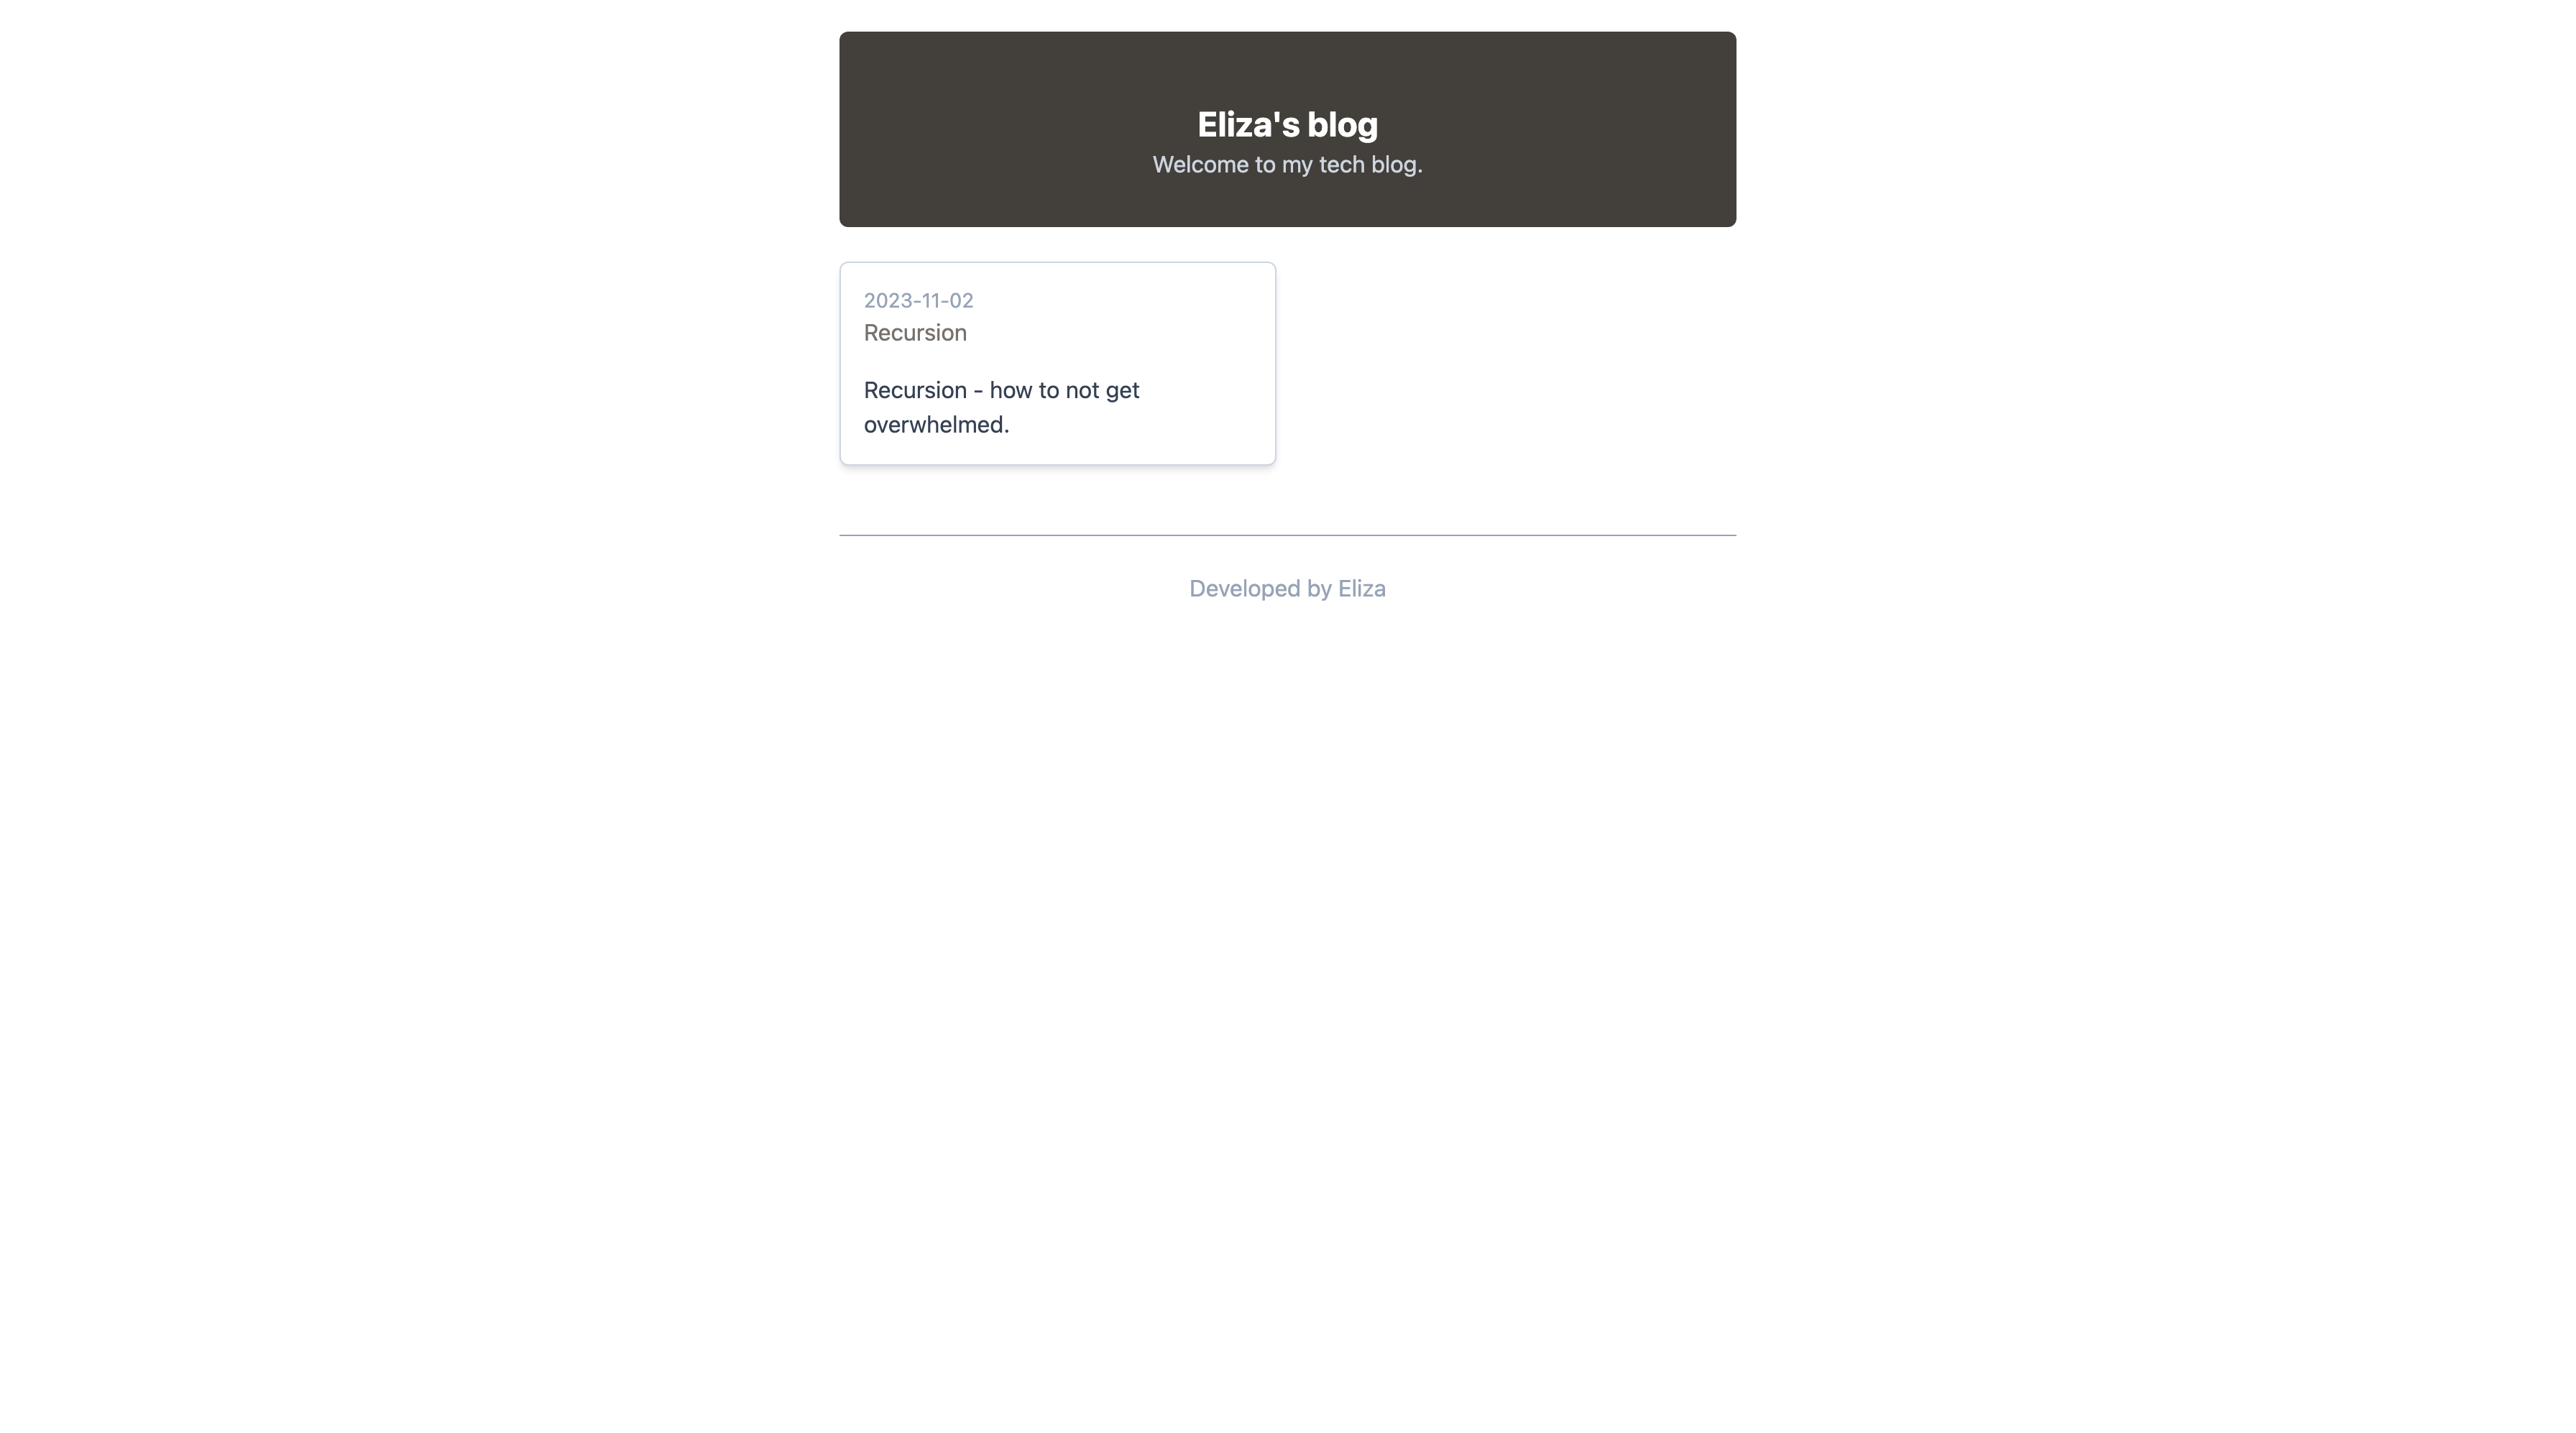 Eliza's blog
Welcome to my tech blog.
2023-11-02
Recursion
Recursion - how to not get
overwhelmed.
Developed by Eliza